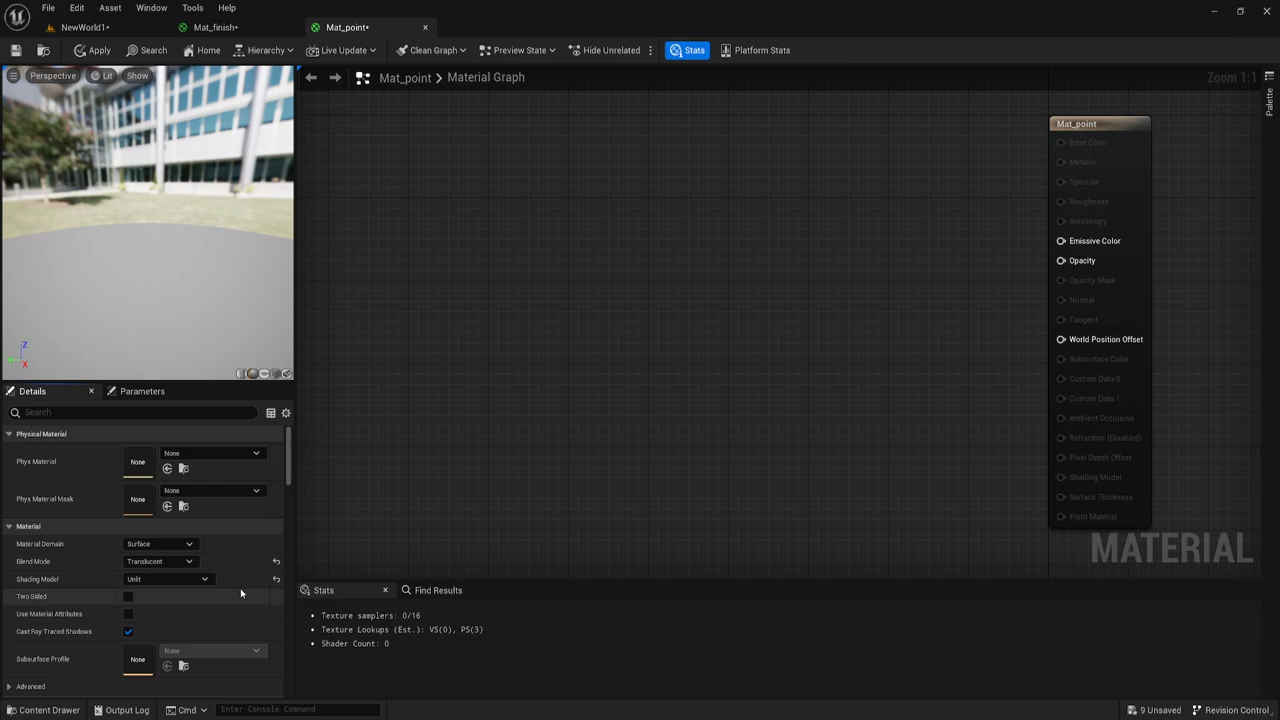 File Edit Asset Window Tools Help
NewWorld1* Mat_finish* Mat_point*
Apply Search Home Hierarchy Live Update Clean Graph Preview State Hide Unrelated Stats Platform Stats
Perspective Lit Show
Mat_point Material Graph Zoom 1:1
Palette
Mat_point
Base Color
Metallic
Specular
Roughness
Anisotropy
Emissive Color
Opacity
Opacity Mask
Normal
Tangent
World Position Offset
Subsurface Color
Custom Data 0
Custom Data 1
Ambient Occlusion
Refraction (Disabled)
Pixel Depth Offset
Shading Model
Surface Thickness
Front Material
MATERIAL
Z
X
Details Parameters
Search
Physical Material
Phys Material None None
Phys Material Mask None None
Material
Material Domain Surface
Blend Mode Translucent
Shading Model Unlit
Two Sided
Use Material Attributes
Cast Ray Traced Shadows
Subsurface Profile None None
Advanced
Stats Find Results
Texture samplers: 0/16
Texture Lookups (Est.): VS(0), PS(3)
Shader Count: 0
Content Drawer Output Log Cmd Enter Console Command 9 Unsaved Revision Control